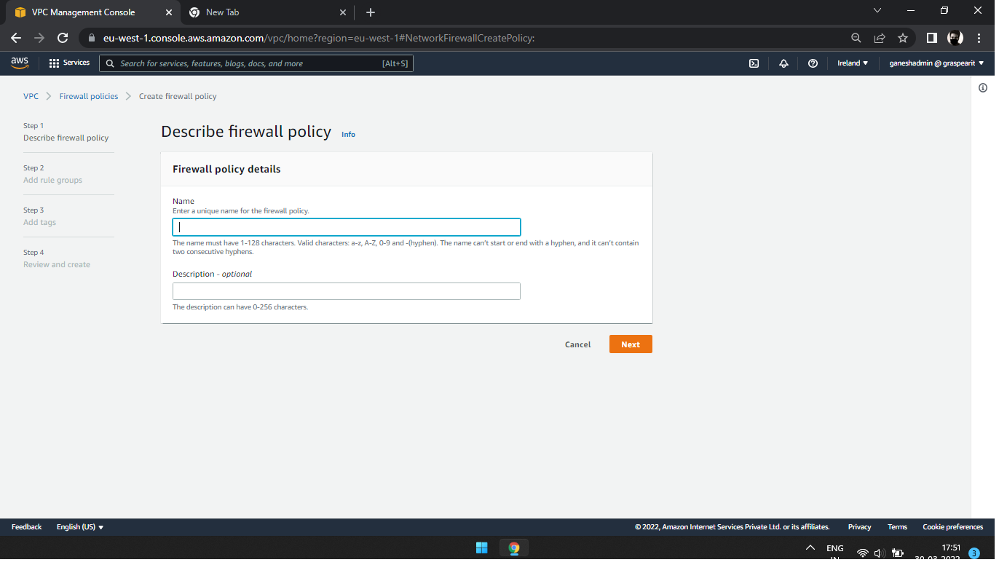 VPC Management Console
New Tab
eu-west-1.console.aws.amazon.com/vpc/home?region=eu-west-1#NetworkFirewallCreatePolicy:
aws
Services
Search for services, features, blogs, docs, and more
[Alt+S]
Ireland
ganeshadmin @ graspearit
VPC
Firewall policies
Create firewall policy
Step 1
Describe firewall policy
Step 2
Add rule groups
Step 3
Add tags
Step 4
Review and create
Describe firewall policy
Info
Firewall policy details
Name
Enter a unique name for the firewall policy.
The name must have 1-128 characters. Valid characters: a-z, A-Z, 0-9 and -(hyphen). The name can't start or end with a hyphen, and it can't contain
two consecutive hyphens.
Description - optional
The description can have 0-256 characters.
Cancel
Next
Feedback
English (US)
© 2022, Amazon Internet Services Private Ltd. or its affiliates.
Privacy
Terms
Cookie preferences
ENG
IN
17:51
30-03-2022
3